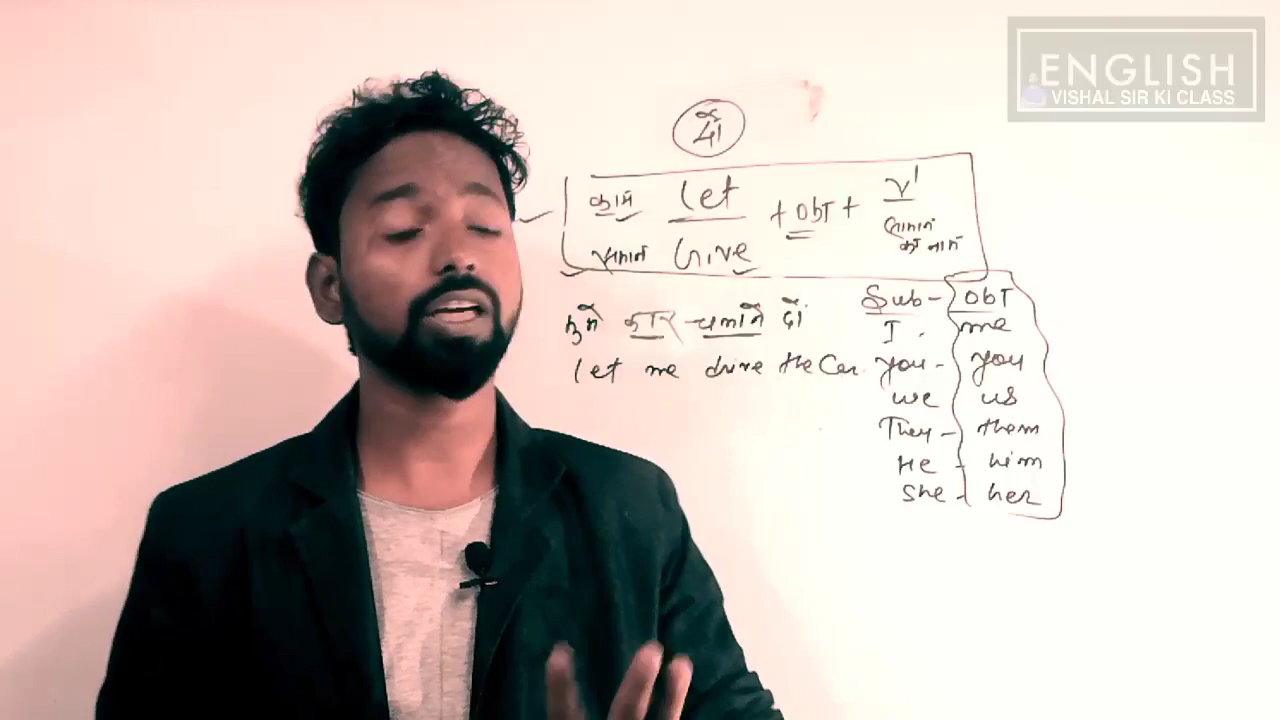 ENGLISH
VISHAL SIR KI CLASS
दो
काम Let + obj + V¹
सामान Give सामान का नाम
मुझे कार चलाने दो
Let me drive the Car.
Sub - obj
I - me
you - you
we us
They - them
He - him
She - her